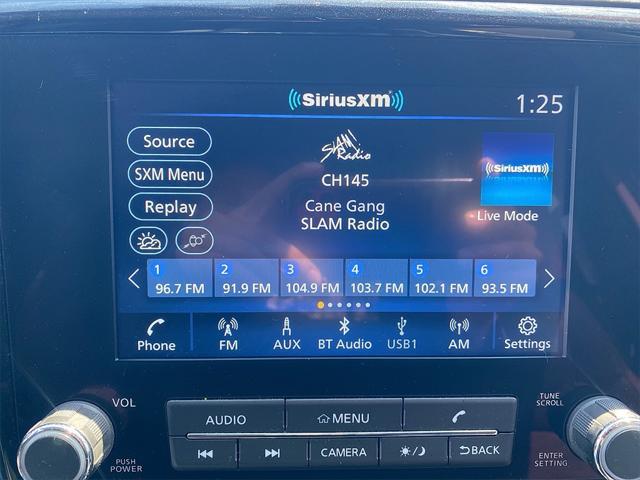 SiriusXM
1:25
Source
SLAM!
Radio
SXM Menu
CH145
SiriusXM
Replay
Cane Gang
SLAM Radio
Live Mode
1 2 3 4 5 6
96.7 FM 91.9 FM 104.9 FM 103.7 FM 102.1 FM 93.5 FM
Phone FM AUX BT Audio USB1 AM Settings
VOL
AUDIO MENU
TUNE
SCROLL
PUSH
POWER
CAMERA BACK
ENTER
SETTING